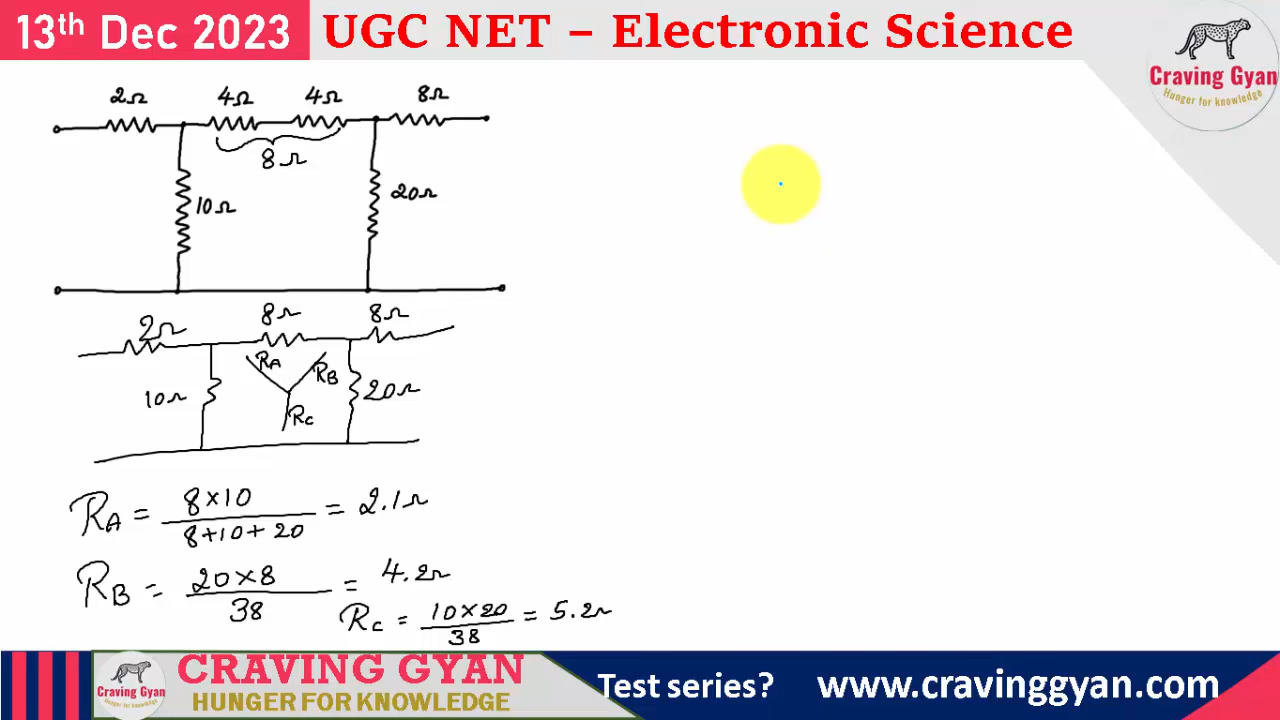 13th Dec 2023
UGC NET – Electronic Science
Craving Gyan
Hunger for knowledge
2Ω 4Ω 4Ω 8Ω
8Ω
10Ω 20Ω
2Ω 8Ω 8Ω
RA RB
10Ω RC 20Ω
RA = 8×10 / 8+10+20 = 2.1Ω
RB = 20×8 / 38 = 4.2Ω
RC = 10×20 / 38 = 5.2Ω
Craving Gyan
Hunger for knowledge
CRAVING GYAN
HUNGER FOR KNOWLEDGE
Test series?
www.cravinggyan.com